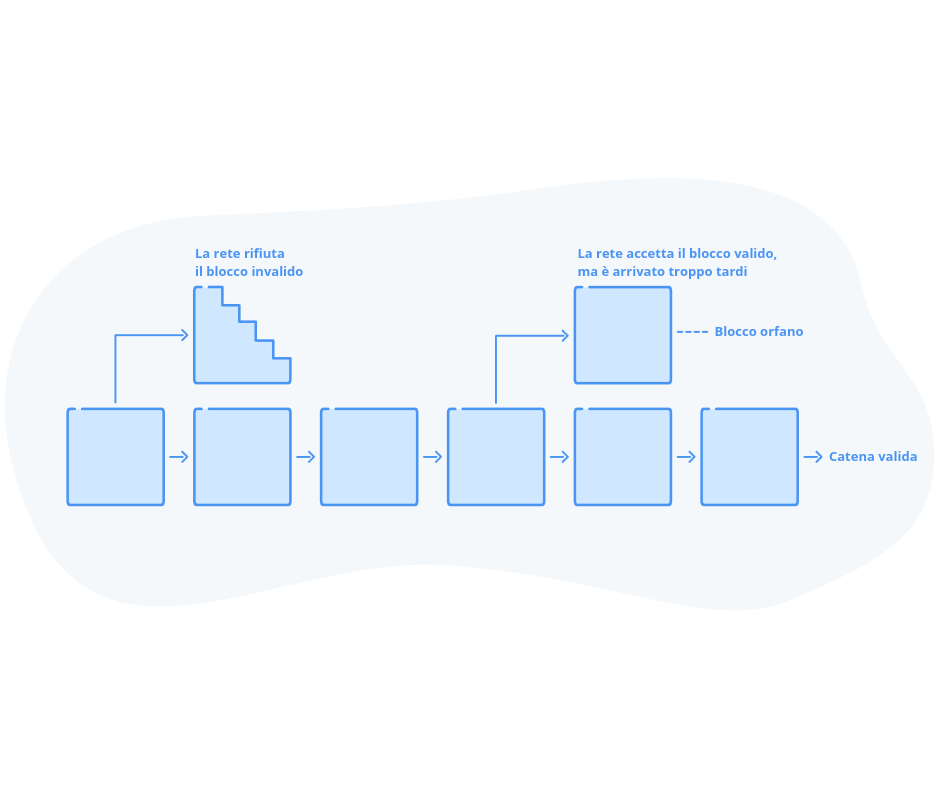 La rete rifiuta
il blocco invalido
La rete accetta il blocco valido,
ma è arrivato troppo tardi
Blocco orfano
Catena valida